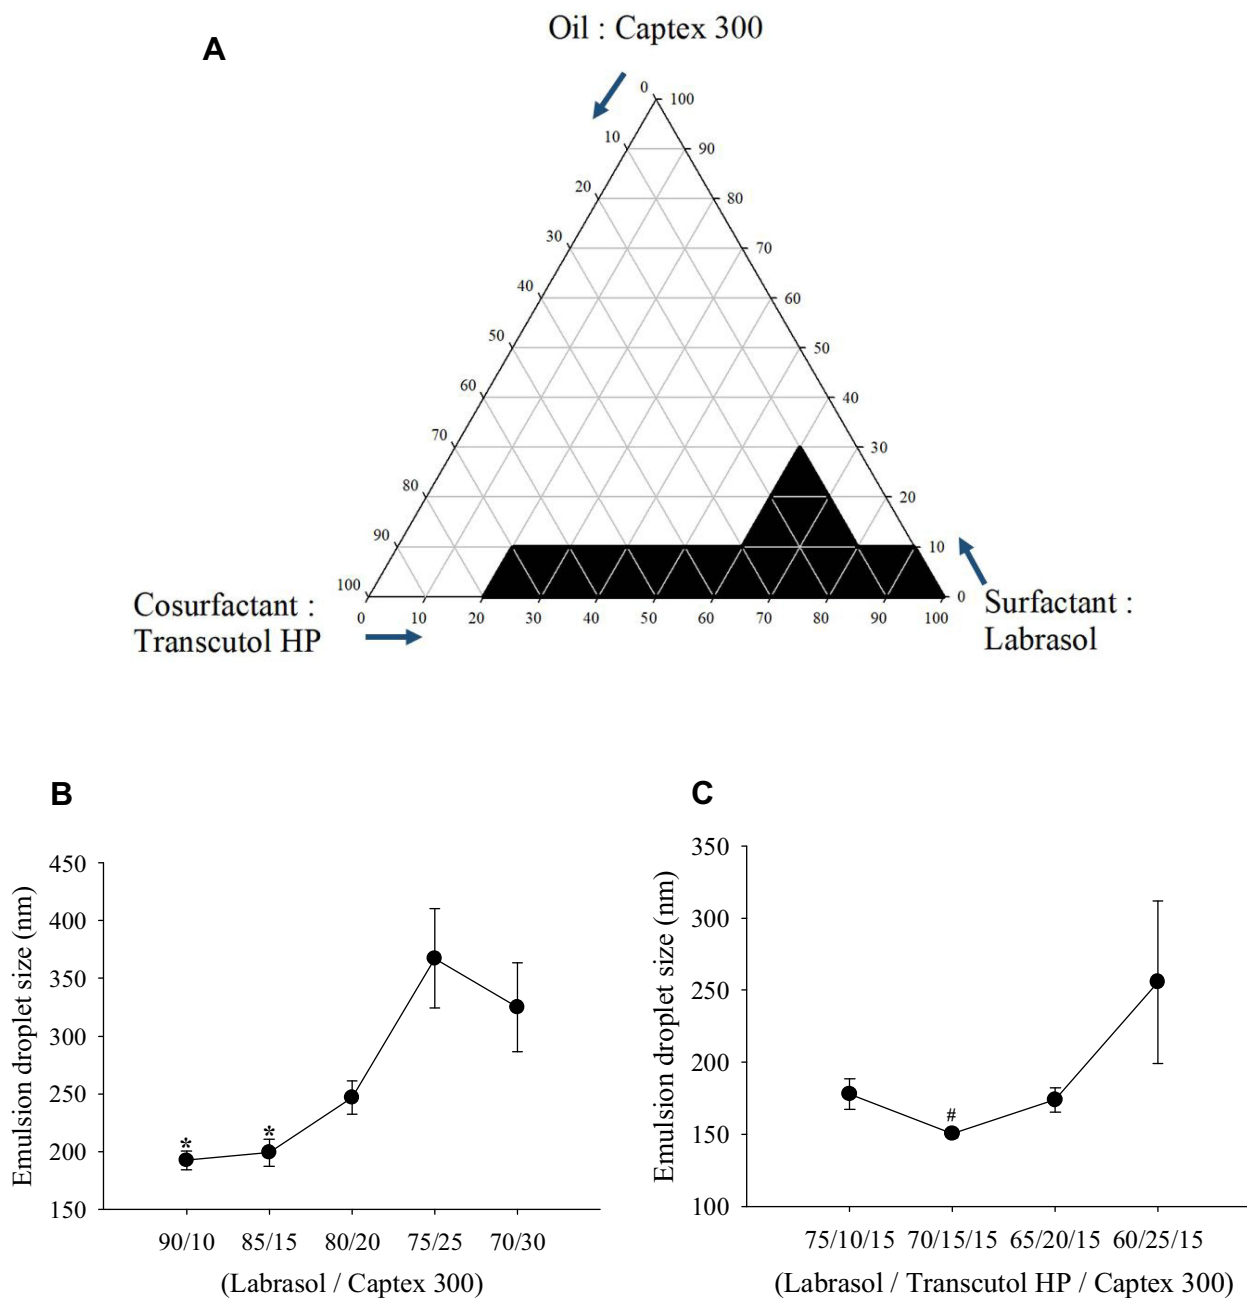 A
Oil : Captex 300
0
100
10
90
20
80
30
70
40
60
50
50
60
40
70
30
80
20
90
10
100
0
Cosurfactant :
Transcutol HP
Surfactant :
Labrasol
0 10 20 30 40 50 60 70 80 90 100
B
Emulsion droplet size (nm)
450
400
350
300
250
200
150
* *
90/10 85/15 80/20 75/25 70/30
(Labrasol / Captex 300)
C
Emulsion droplet size (nm)
350
300
250
200
150
100
#
75/10/15 70/15/15 65/20/15 60/25/15
(Labrasol / Transcutol HP / Captex 300)